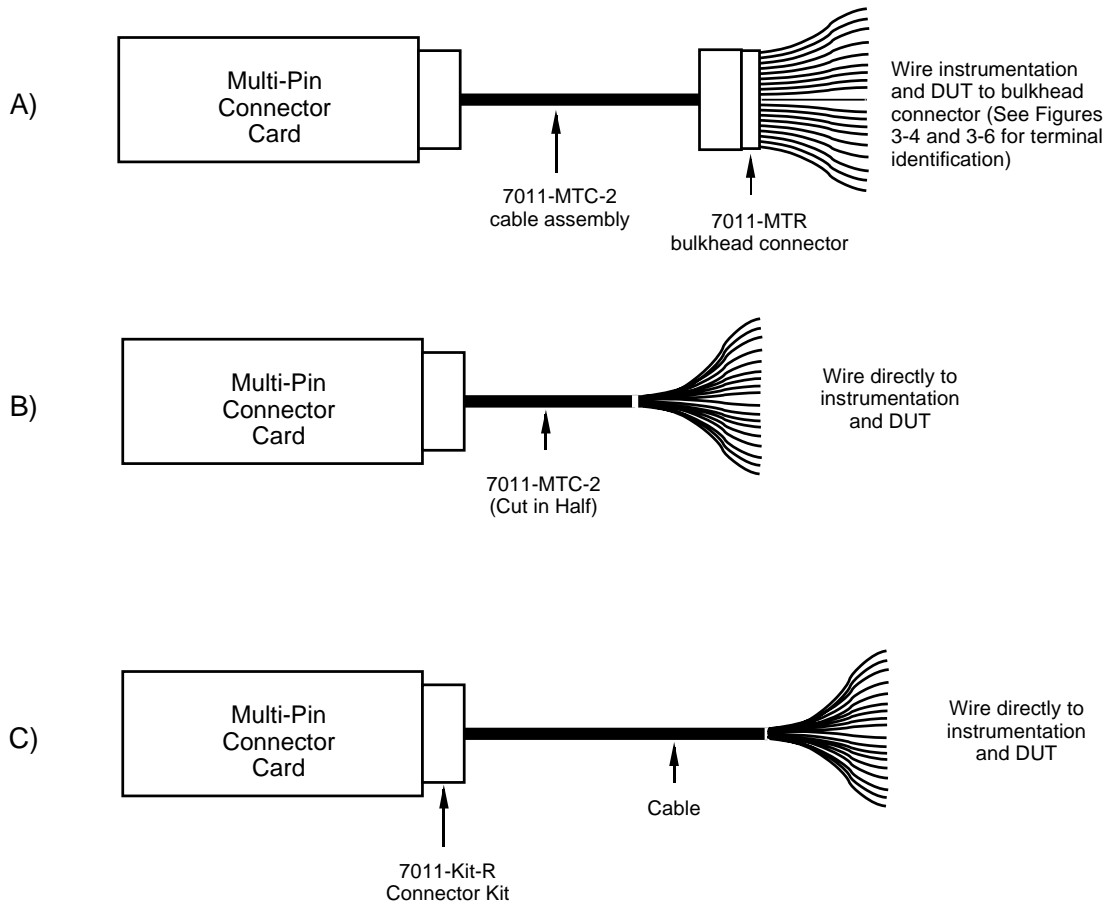 A)
Multi-Pin
Connector
Card
7011-MTC-2
cable assembly
7011-MTR
bulkhead connector
Wire instrumentation
and DUT to bulkhead
connector (See Figures
3-4 and 3-6 for terminal
identification)
B)
Multi-Pin
Connector
Card
7011-MTC-2
(Cut in Half)
Wire directly to
instrumentation
and DUT
C)
Multi-Pin
Connector
Card
7011-Kit-R
Connector Kit
Cable
Wire directly to
instrumentation
and DUT